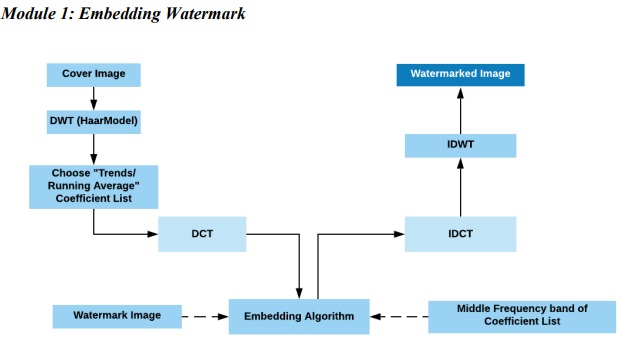 Module 1: Embedding Watermark
Cover Image
Watermarked Image
DWT (HaarModel)
IDWT
Choose "Trends/
Running Average"
Coefficient List
DCT
IDCT
Watermark Image
Embedding Algorithm
Middle Frequency band of
Coefficient List